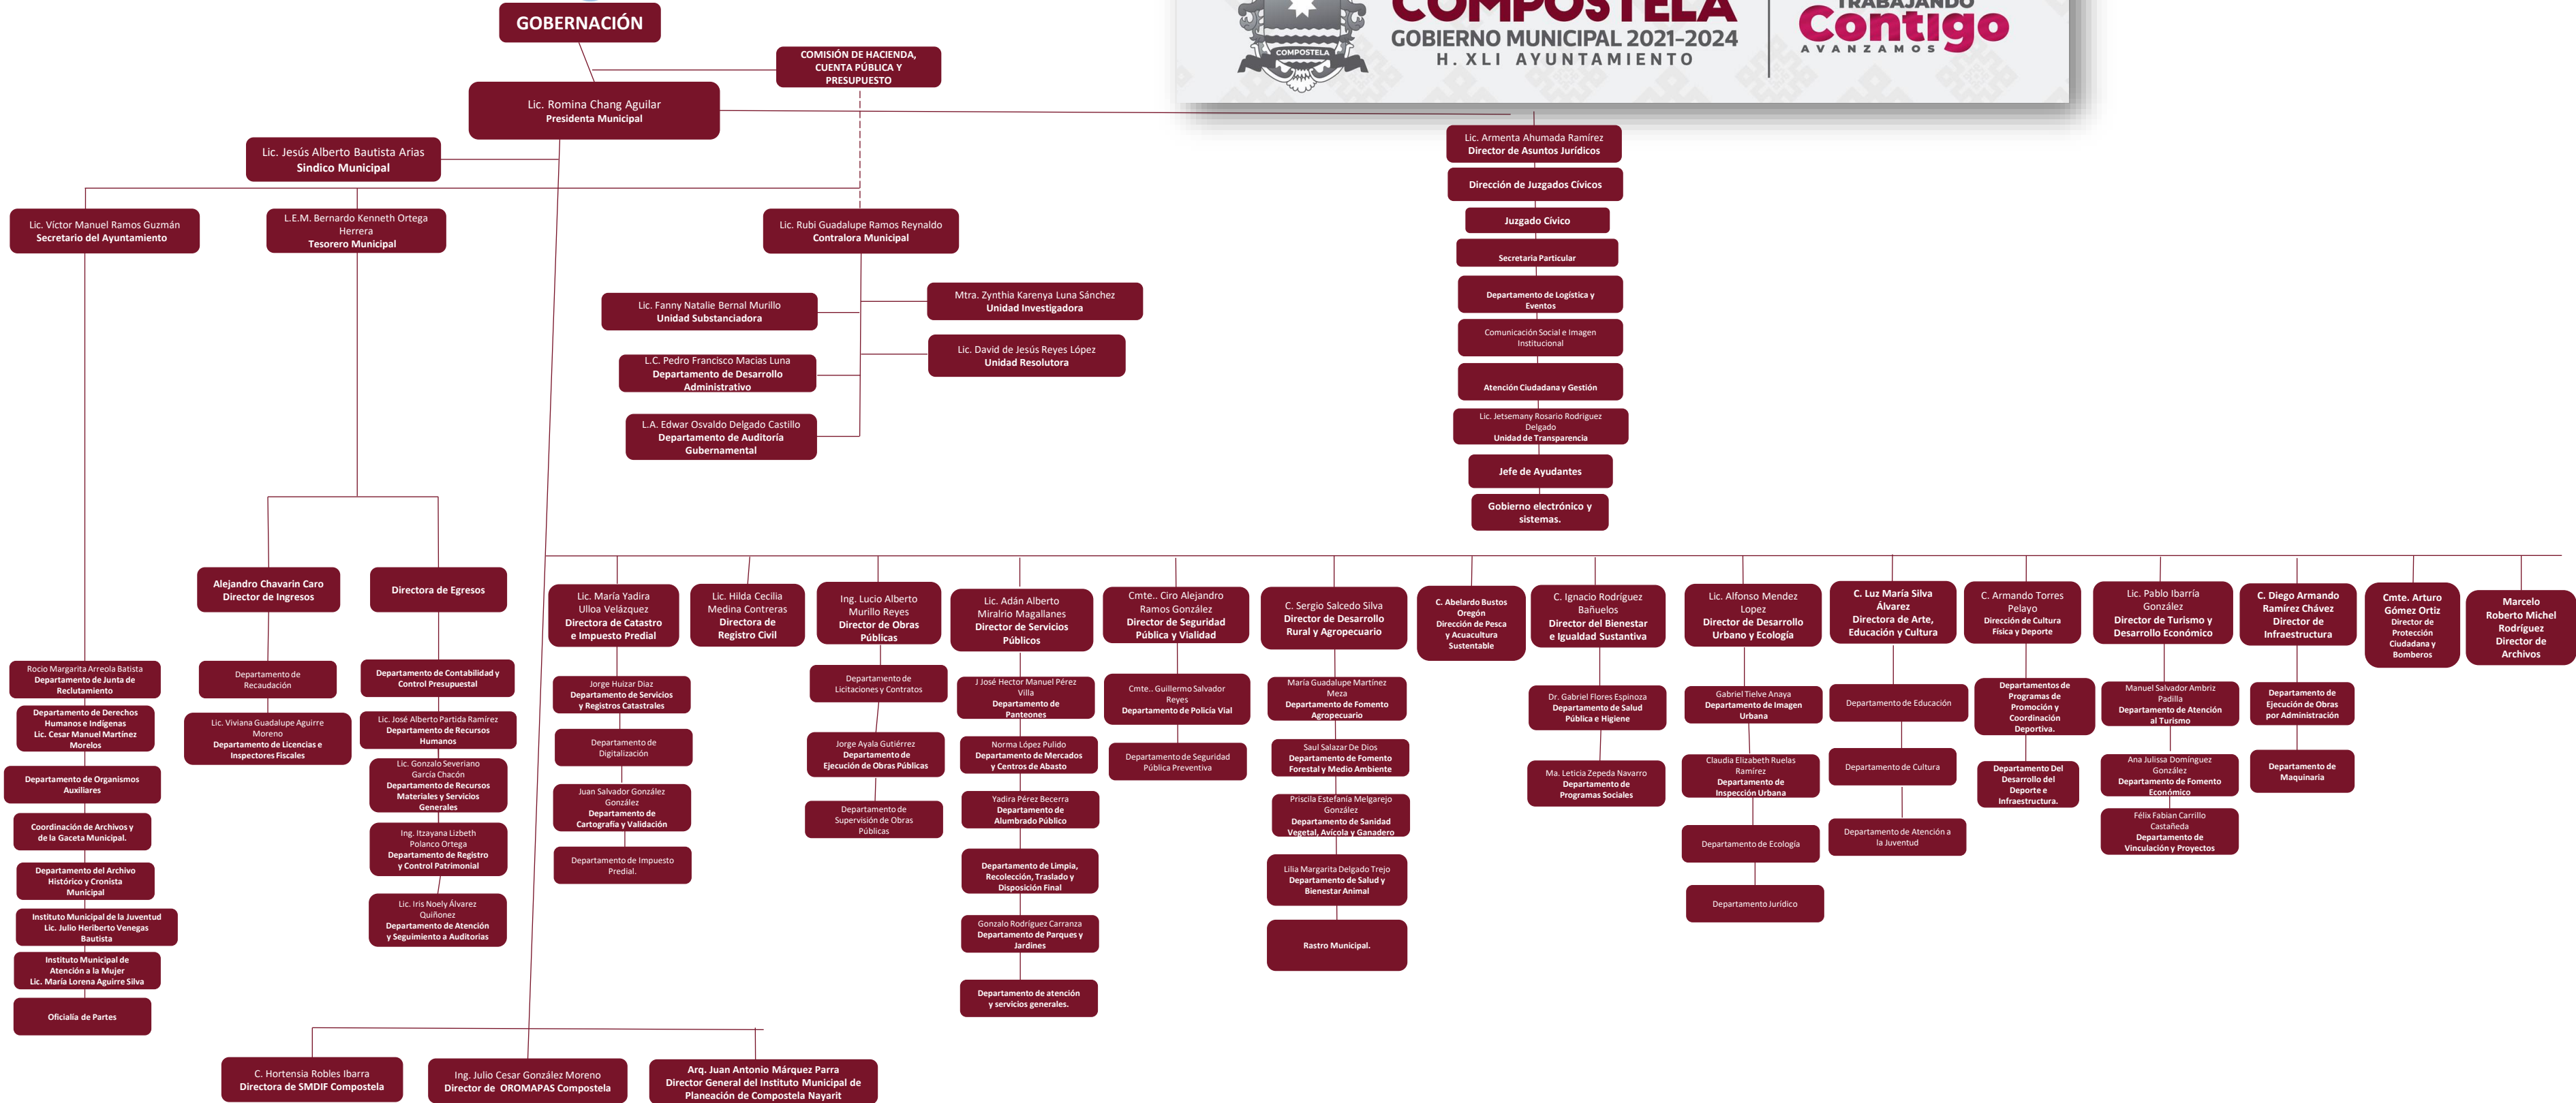 GOBERNACIÓN
COMPOSTELA
GOBIERNO MUNICIPAL 2021-2024
H. XLI AYUNTAMIENTO
COMPOSTELA
TRABAJANDO
Contigo
AVANZAMOS
COMISIÓN DE HACIENDA,
CUENTA PÚBLICA Y
PRESUPUESTO
Lic. Romina Chang Aguilar
Presidenta Municipal
Lic. Jesús Alberto Bautista Arias
Sindico Municipal
Lic. Víctor Manuel Ramos Guzmán
Secretario del Ayuntamiento
L.E.M. Bernardo Kenneth Ortega
Herrera
Tesorero Municipal
Lic. Rubi Guadalupe Ramos Reynaldo
Contralora Municipal
Lic. Fanny Natalie Bernal Murillo
Unidad Substanciadora
Mtra. Zynthia Karenya Luna Sánchez
Unidad Investigadora
L.C. Pedro Francisco Macias Luna
Departamento de Desarrollo
Administrativo
Lic. David de Jesús Reyes López
Unidad Resolutora
L.A. Edwar Osvaldo Delgado Castillo
Departamento de Auditoría
Gubernamental
Lic. Armenta Ahumada Ramírez
Director de Asuntos Jurídicos
Dirección de Juzgados Cívicos
Juzgado Cívico
Secretaria Particular
Departamento de Logística y
Eventos
Comunicación Social e Imagen
Institucional
Atención Ciudadana y Gestión
Lic. Jetsemany Rosario Rodriguez
Delgado
Unidad de Transparencia
Jefe de Ayudantes
Gobierno electrónico y
sistemas.
Rocio Margarita Arreola Batista
Departamento de Junta de
Reclutamiento
Departamento de Derechos
Humanos e Indígenas
Lic. Cesar Manuel Martínez
Morelos
Departamento de Organismos
Auxiliares
Coordinación de Archivos y
de la Gaceta Municipal.
Departamento del Archivo
Histórico y Cronista
Municipal
Instituto Municipal de la Juventud
Lic. Julio Heriberto Venegas
Bautista
Instituto Municipal de
Atención a la Mujer
Lic. María Lorena Aguirre Silva
Oficialía de Partes
Alejandro Chavarin Caro
Director de Ingresos
Departamento de
Recaudación
Lic. Viviana Guadalupe Aguirre
Moreno
Departamento de Licencias e
Inspectores Fiscales
Directora de Egresos
Departamento de Contabilidad y
Control Presupuestal
Lic. José Alberto Partida Ramírez
Departamento de Recursos
Humanos
Lic. Gonzalo Severiano
García Chacón
Departamento de Recursos
Materiales y Servicios
Generales
Ing. Itzayana Lizbeth
Polanco Ortega
Departamento de Registro
y Control Patrimonial
Lic. Iris Noely Álvarez
Quiñonez
Departamento de Atención
y Seguimiento a Auditorias
Lic. María Yadira
Ulloa Velázquez
Directora de Catastro
e Impuesto Predial
Jorge Huizar Diaz
Departamento de Servicios
y Registros Catastrales
Departamento de
Digitalización
Juan Salvador González
González
Departamento de
Cartografía y Validación
Departamento de Impuesto
Predial.
Lic. Hilda Cecilia
Medina Contreras
Directora de
Registro Civil
Ing. Lucio Alberto
Murillo Reyes
Director de Obras
Públicas
Departamento de
Licitaciones y Contratos
Jorge Ayala Gutiérrez
Departamento de
Ejecución de Obras Públicas
Departamento de
Supervisión de Obras
Públicas
Lic. Adán Alberto
Miralrio Magallanes
Director de Servicios
Públicos
J José Hector Manuel Pérez
Villa
Departamento de
Panteones
Norma López Pulido
Departamento de Mercados
y Centros de Abasto
Yadira Pérez Becerra
Departamento de
Alumbrado Público
Departamento de Limpia,
Recolección, Traslado y
Disposición Final
Gonzalo Rodríguez Carranza
Departamento de Parques y
Jardines
Departamento de atención
y servicios generales.
Cmte.. Ciro Alejandro
Ramos González
Director de Seguridad
Pública y Vialidad
Cmte.. Guillermo Salvador
Reyes
Departamento de Policía Vial
Departamento de Seguridad
Pública Preventiva
C. Sergio Salcedo Silva
Director de Desarrollo
Rural y Agropecuario
María Guadalupe Martínez
Meza
Departamento de Fomento
Agropecuario
Saul Salazar De Dios
Departamento de Fomento
Forestal y Medio Ambiente
Priscila Estefanía Melgarejo
González
Departamento de Sanidad
Vegetal, Avícola y Ganadero
Lilia Margarita Delgado Trejo
Departamento de Salud y
Bienestar Animal
Rastro Municipal.
C. Abelardo Bustos
Oregón
Dirección de Pesca
y Acuacultura
Sustentable
C. Ignacio Rodríguez
Bañuelos
Director del Bienestar
e Igualdad Sustantiva
Dr. Gabriel Flores Espinoza
Departamento de Salud
Pública e Higiene
Ma. Leticia Zepeda Navarro
Departamento de
Programas Sociales
Lic. Alfonso Mendez
Lopez
Director de Desarrollo
Urbano y Ecología
Gabriel Tielve Anaya
Departamento de Imagen
Urbana
Claudia Elizabeth Ruelas
Ramírez
Departamento de
Inspección Urbana
Departamento de Ecología
Departamento Jurídico
C. Luz María Silva
Álvarez
Directora de Arte,
Educación y Cultura
Departamento de Educación
Departamento de Cultura
Departamento de Atención a
la Juventud
C. Armando Torres
Pelayo
Dirección de Cultura
Física y Deporte
Departamentos de
Programas de
Promoción y
Coordinación
Deportiva.
Departamento Del
Desarrollo del
Deporte e
Infraestructura.
Lic. Pablo Ibarría
González
Director de Turismo y
Desarrollo Económico
Manuel Salvador Ambriz
Padilla
Departamento de Atención
al Turismo
Ana Julissa Domínguez
González
Departamento de Fomento
Económico
Félix Fabian Carrillo
Castañeda
Departamento de
Vinculación y Proyectos
C. Diego Armando
Ramírez Chávez
Director de
Infraestructura
Departamento de
Ejecución de Obras
por Administración
Departamento de
Maquinaria
Cmte. Arturo
Gómez Ortiz
Director de
Protección
Ciudadana y
Bomberos
Marcelo
Roberto Michel
Rodríguez
Director de
Archivos
C. Hortensia Robles Ibarra
Directora de SMDIF Compostela
Ing. Julio Cesar González Moreno
Director de OROMAPAS Compostela
Arq. Juan Antonio Márquez Parra
Director General del Instituto Municipal de
Planeación de Compostela Nayarit